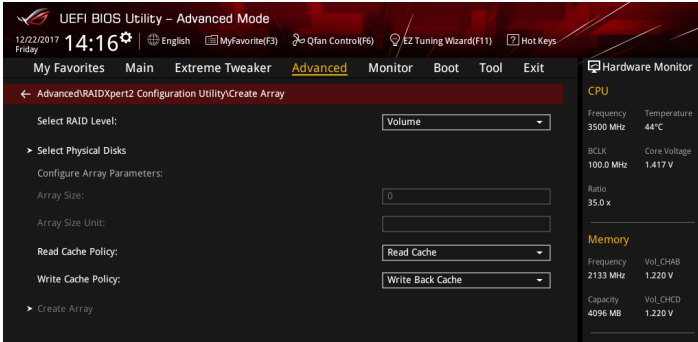 UEFI BIOS Utility – Advanced Mode
12/22/2017 Friday 14:16 English MyFavorite(F3) Qfan Control(F6) EZ Tuning Wizard(F11) ? Hot Keys
My Favorites Main Extreme Tweaker Advanced Monitor Boot Tool Exit
← Advanced\RAIDXpert2 Configuration Utility\Create Array
Select RAID Level: Volume
> Select Physical Disks
Configure Array Parameters:
Array Size: 0
Array Size Unit:
Read Cache Policy: Read Cache
Write Cache Policy: Write Back Cache
> Create Array
Hardware Monitor
CPU
Frequency Temperature
3500 MHz 44°C
BCLK Core Voltage
100.0 MHz 1.417 V
Ratio
35.0 x
Memory
Frequency Vol_CHAB
2133 MHz 1.220 V
Capacity Vol_CHCD
4096 MB 1.220 V